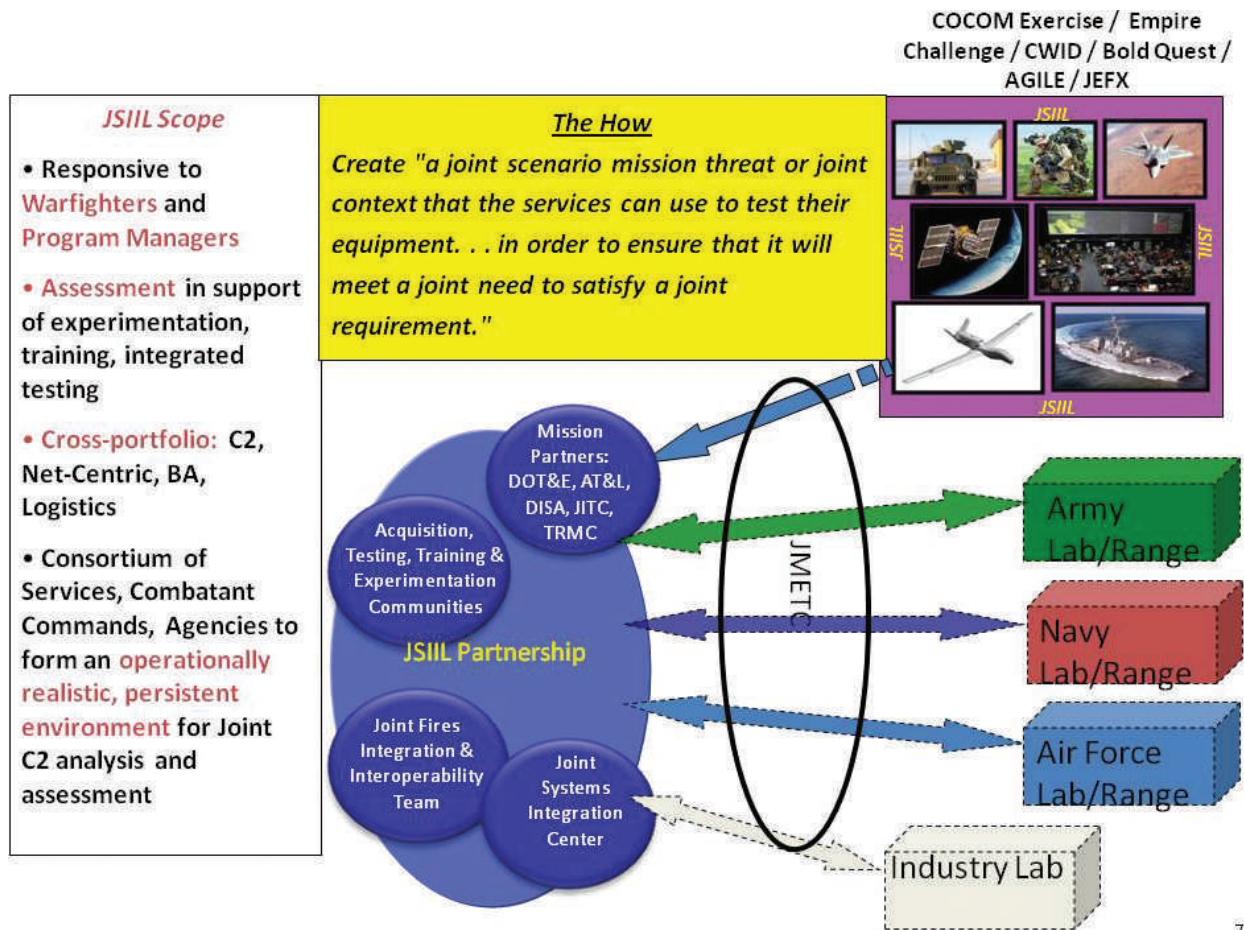 COCOM Exercise / Empire
Challenge / CWID / Bold Quest /
AGILE / JEFX
JSIIL Scope
• Responsive to
Warfighters and
Program Managers
• Assessment in support
of experimentation,
training, integrated
testing
• Cross-portfolio: C2,
Net-Centric, BA,
Logistics
• Consortium of
Services, Combatant
Commands, Agencies to
form an operationally
realistic, persistent
environment for Joint
C2 analysis and
assessment
The How
Create "a joint scenario mission threat or joint
context that the services can use to test their
equipment. . . in order to ensure that it will
meet a joint need to satisfy a joint
requirement."
JSIIL
JSIIL
JSIIL
JSIIL
Mission
Partners:
DOT&E, AT&L,
DISA, JITC,
TRMC
Acquisition,
Testing, Training &
Experimentation
Communities
JSIIL Partnership
Joint Fires
Integration &
Interoperability
Team
Joint
Systems
Integration
Center
JMETC
Army
Lab/Range
Navy
Lab/Range
Air Force
Lab/Range
Industry Lab
7